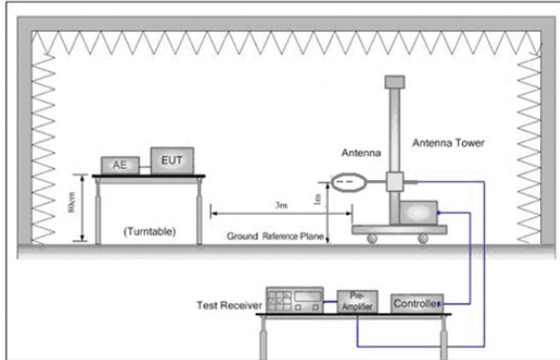 Antenna
Antenna Tower
AE
EUT
80cm
(Turntable)
3m
1m
Ground Reference Plane
Test Receiver
Pre-
Amplifier
Controller